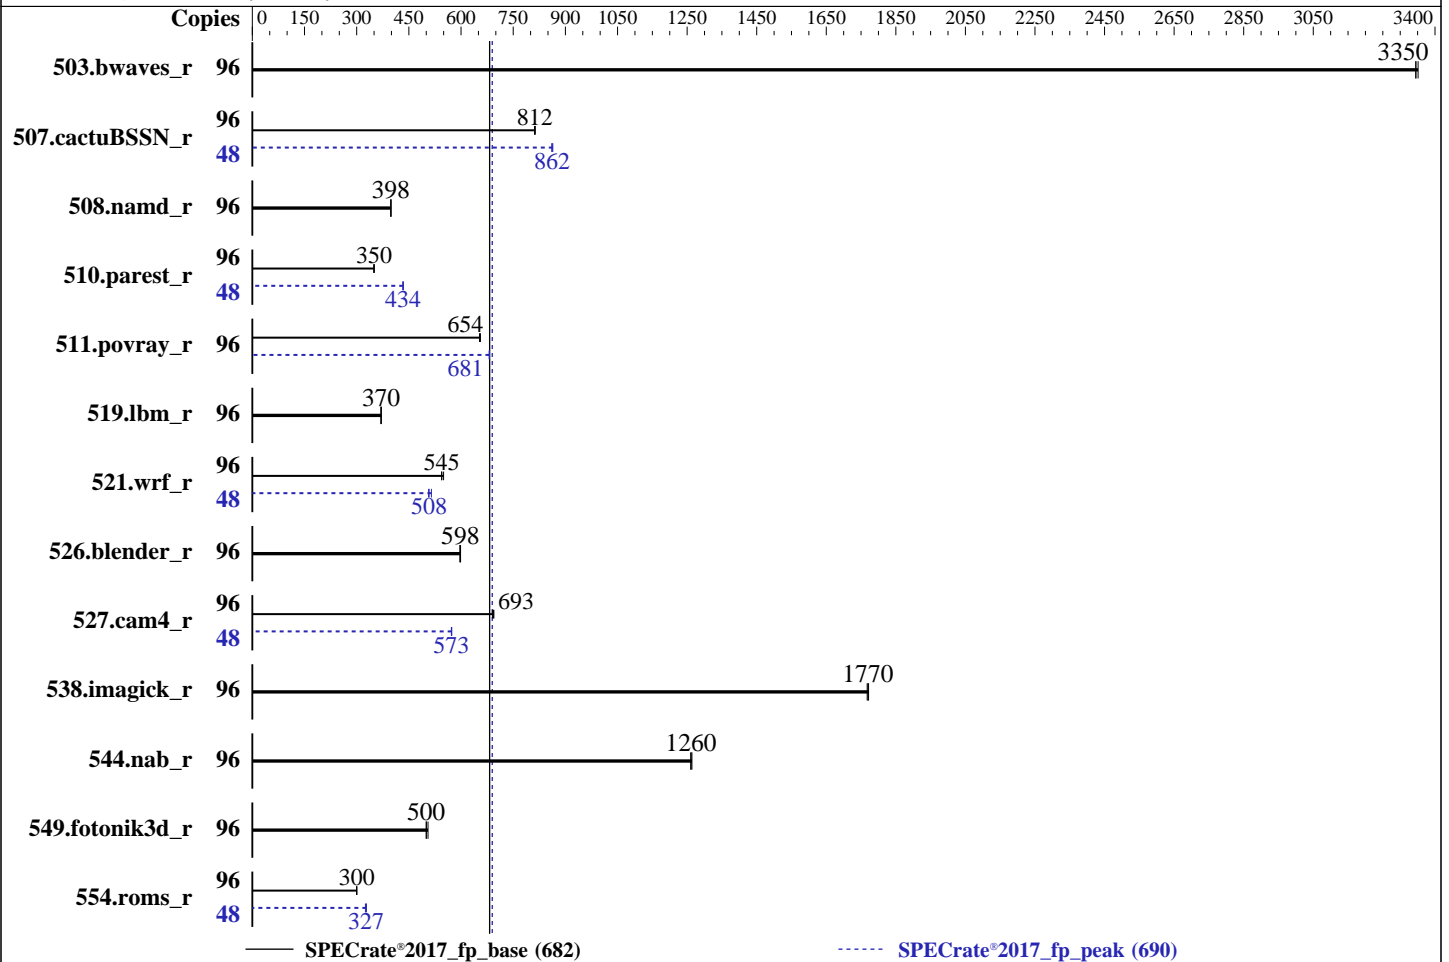 Copies 0 150 300 450 600 750 900 1050 1250 1450 1650 1850 2050 2250 2450 2650 2850 3050 3400
503.bwaves_r 96 3350
507.cactuBSSN_r 96 812
48 862
508.namd_r 96 398
510.parest_r 96 350
48 434
511.povray_r 96 654
681
519.lbm_r 96 370
521.wrf_r 96 545
48 508
526.blender_r 96 598
527.cam4_r 96 693
48 573
538.imagick_r 96 1770
544.nab_r 96 1260
549.fotonik3d_r 96 500
554.roms_r 96 300
48 327
SPECrate®2017_fp_base (682) SPECrate®2017_fp_peak (690)